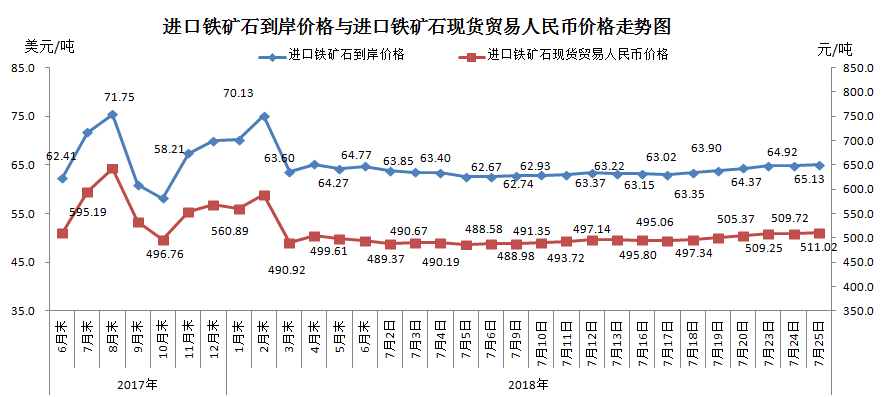 进口铁矿石到岸价格与进口铁矿石现货贸易人民币价格走势图
美元/吨
元/吨
进口铁矿石到岸价格
进口铁矿石现货贸易人民币价格
85.0
75.0
65.0
55.0
45.0
35.0
850.0
800.0
750.0
700.0
650.0
600.0
550.0
500.0
450.0
400.0
350.0
62.41
71.75
58.21
70.13
63.60
64.27
64.77
63.85
63.40
62.67
62.74
62.93
63.37
63.22
63.15
63.02
63.35
63.90
64.37
64.92
65.13
595.19
496.76
560.89
490.92
499.61
489.37
490.67
490.19
488.58
488.98
491.35
493.72
497.14
495.80
495.06
497.34
505.37
509.25
509.72
511.02
6月末
7月末
8月末
9月末
10月末
11月末
12月末
1月末
2月末
3月末
4月末
5月末
6月末
7月2日
7月3日
7月4日
7月5日
7月6日
7月9日
7月10日
7月11日
7月12日
7月13日
7月16日
7月17日
7月18日
7月19日
7月20日
7月23日
7月24日
7月25日
2017年
2018年